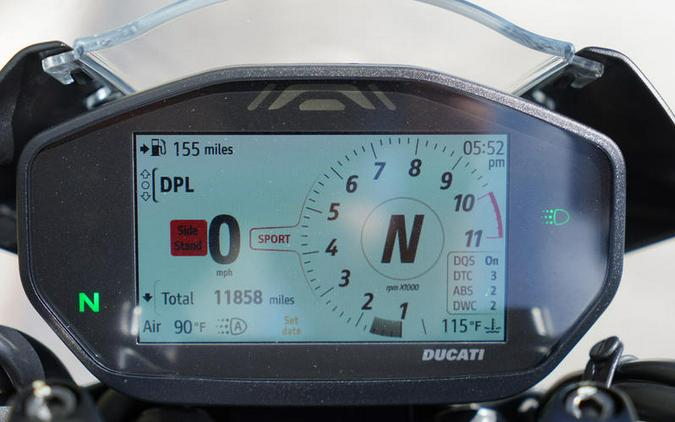 155 miles
05:52
pm
DPL
Side
Stand
0
mph
SPORT
1
2
3
4
5
6
7
8
9
10
11
N
rpm X1000
DQS On
DTC 3
ABS 2
DWC 2
N
Total 11858 miles
Air 90°F
A
Set
date
115°F
DUCATI